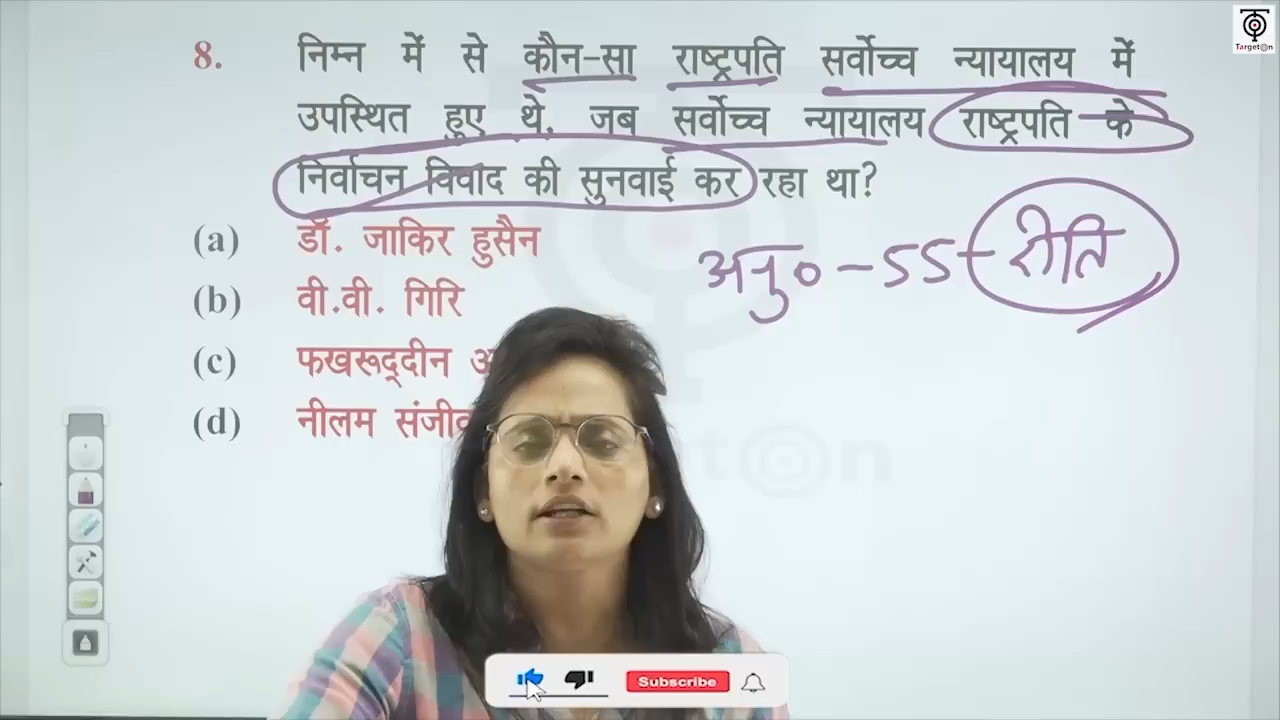 8. निम्न में से कौन-सा राष्ट्रपति सर्वोच्च न्यायालय में
उपस्थित हुए थे. जब सर्वोच्च न्यायालय राष्ट्रपति के
निर्वाचन विवाद की सुनवाई कर रहा था?
(a) डॉ. जाकिर हुसैन
(b) वी.वी. गिरि
(c) फखरूद्दीन
(d) नीलम
अनु० - 55 - रीति
Target@n
Subscribe